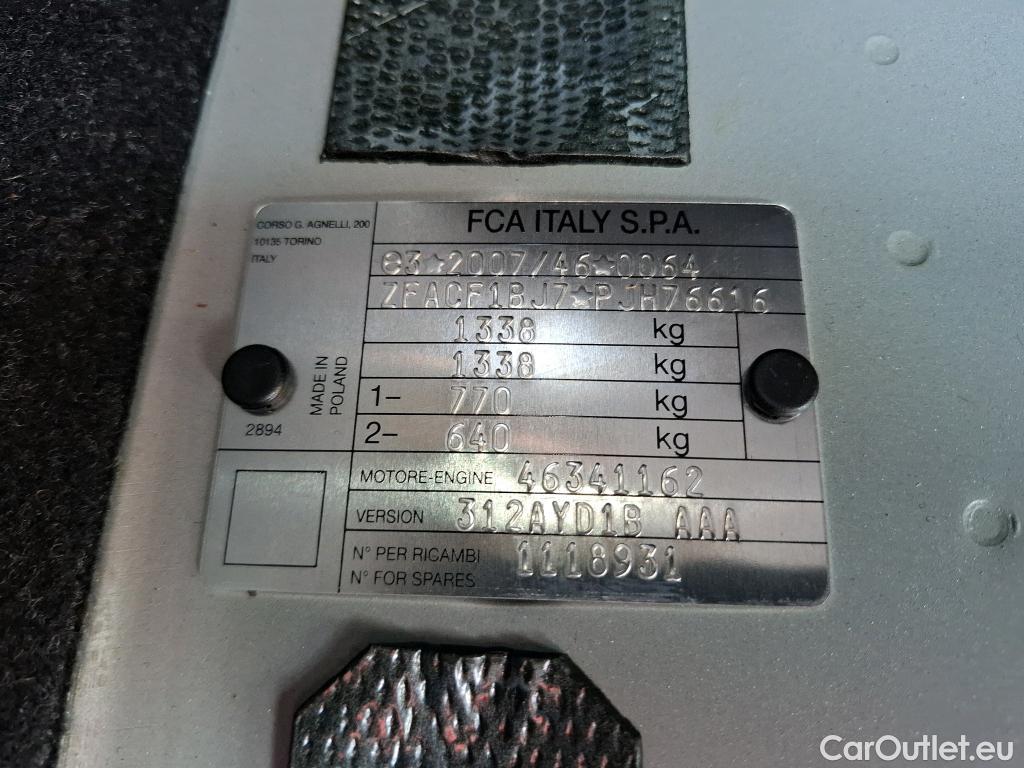 CORSO G. AGNELLI, 200
10135 TORINO
ITALY
FCA ITALY S.P.A.
e3★2007/46★0064
ZFACF1BJ7★PJH76616
1338 kg
1338 kg
1- 770 kg
2- 640 kg
MADE IN
POLAND
2894
MOTORE-ENGINE 46341162
VERSION 312AYD1B AAA
N° PER RICAMBI
N° FOR SPARES
1118931
CarOutlet.eu